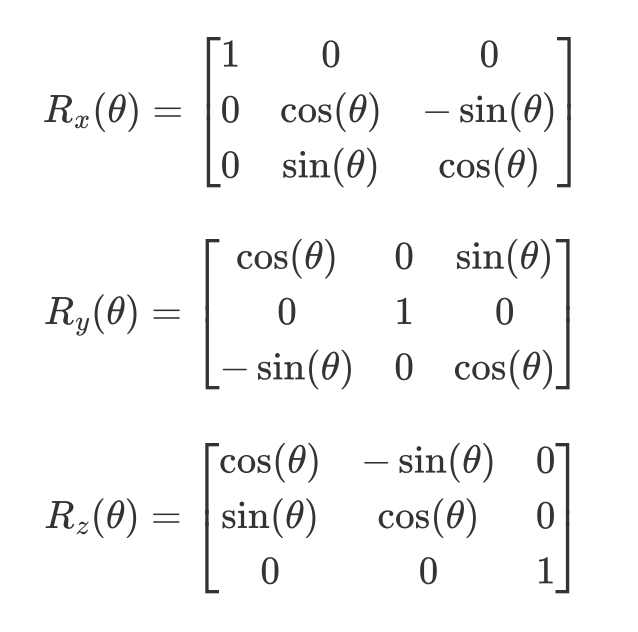 1 0 0
Rₓ(θ) = 0 cos(θ) − sin(θ)
0 sin(θ) cos(θ)
cos(θ) 0 sin(θ)
R_y(θ) = 0 1 0
− sin(θ) 0 cos(θ)
cos(θ) − sin(θ) 0
R_z(θ) = sin(θ) cos(θ) 0
0 0 1